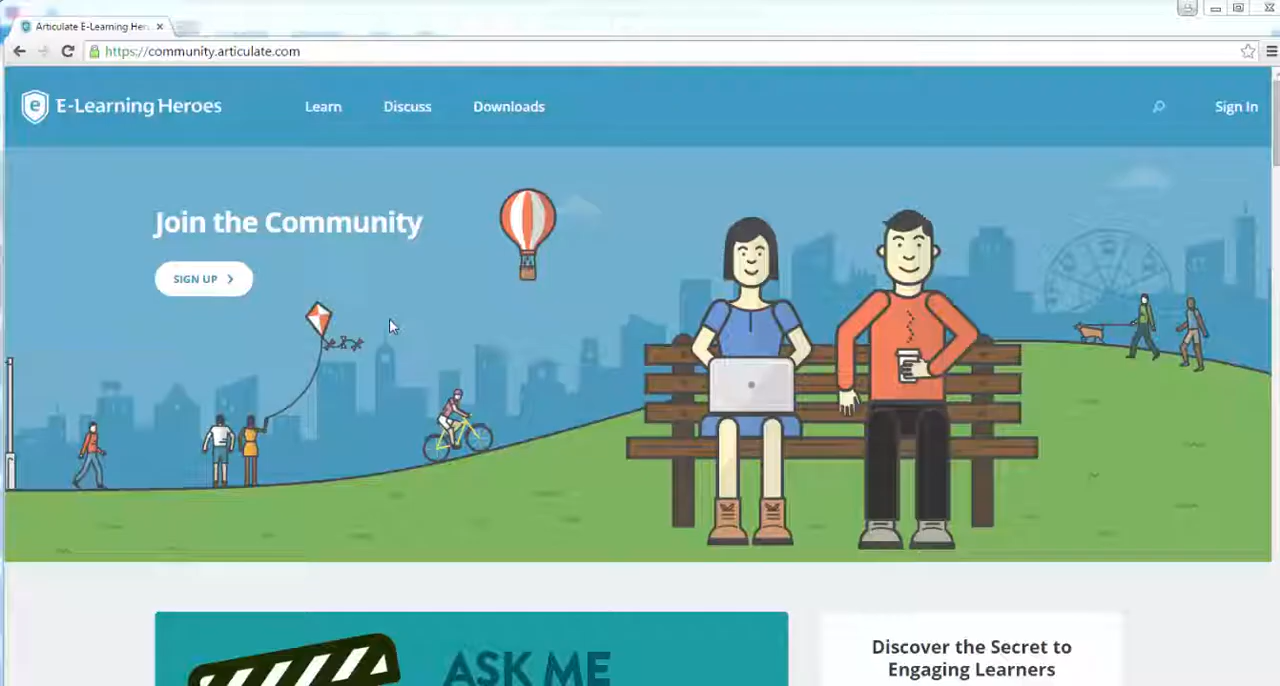 Articulate E-Learning Her
https://community.articulate.com
E-Learning Heroes
Learn
Discuss
Downloads
Sign In
Join the Community
SIGN UP
ASK ME
Discover the Secret to
Engaging Learners